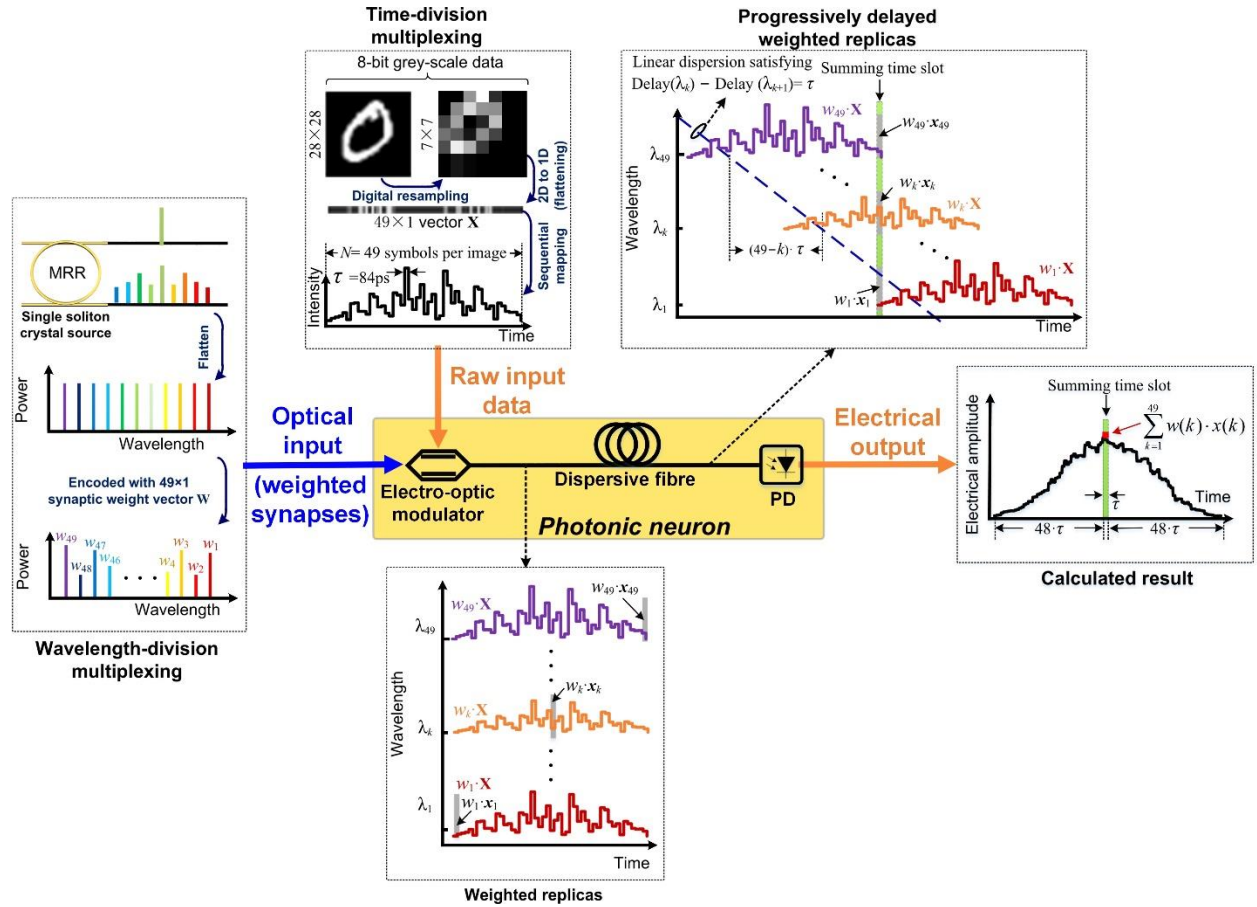 Time-division
multiplexing
8-bit grey-scale data
28×28
7×7
Digital resampling
2D to 1D
(flattening)
49×1 vector X
Sequential
mapping
N= 49 symbols per image
τ =84ps
Intensity
Time
Progressively delayed
weighted replicas
Linear dispersion satisfying
Delay(λk) − Delay (λk+1)= τ
Summing time slot
w49·X
w49·x49
λ49
wk·xk
wk·X
λk
(49−k)· τ
w1·X
w1·x1
λ1
Wavelength
Time
MRR
Single soliton
crystal source
Flatten
Power
Wavelength
Encoded with 49×1
synaptic weight vector W
w49
w48
w47
w46
w4
w3
w2
w1
Power
Wavelength
Wavelength-division
multiplexing
Optical
input
(weighted
synapses)
Raw input
data
Electro-optic
modulator
Dispersive fibre
PD
Photonic neuron
Electrical
output
Summing time slot
49
∑ w(k) · x(k)
k=1
Electrical amplitude
Time
τ
48·τ
48·τ
Calculated result
w49·X
w49·x49
λ49
wk·X
wk·xk
λk
w1·X
w1·x1
λ1
Wavelength
Time
Weighted replicas